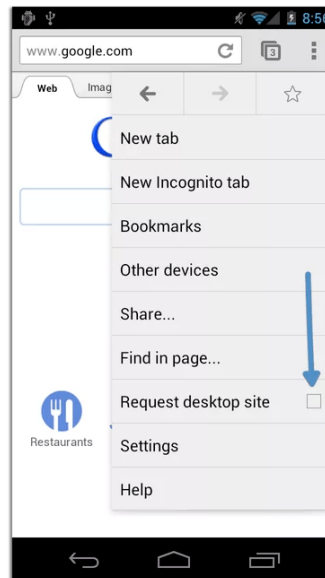 8:56
www.google.com
3
Web
Imag
New tab
New Incognito tab
Bookmarks
Other devices
Share...
Find in page...
Request desktop site
Restaurants
Settings
Help